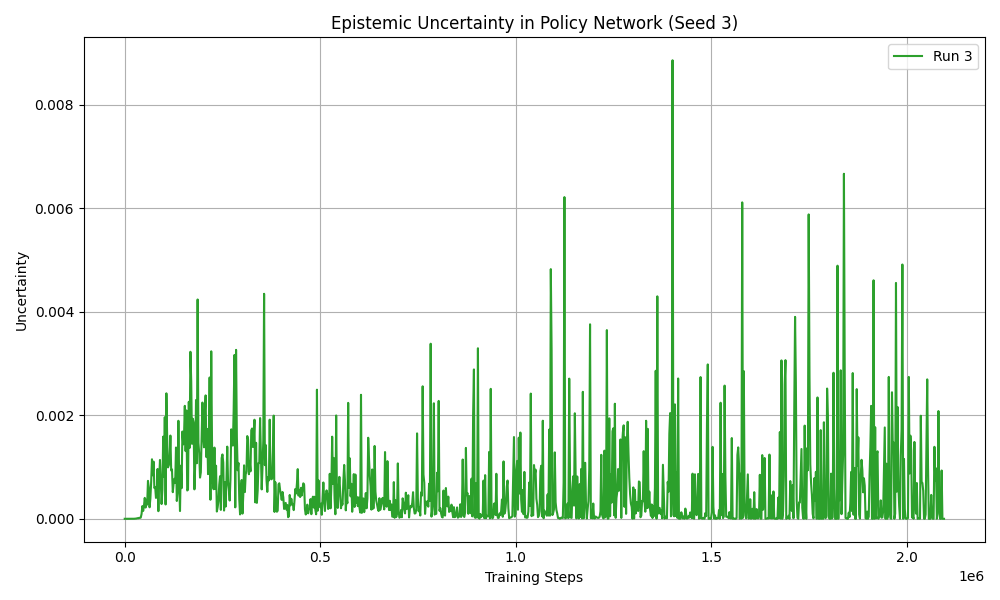 Epistemic Uncertainty in Policy Network (Seed 3)
Run 3
0.008
0.006
0.004
0.002
0.000
Uncertainty
0.0
0.5
1.0
1.5
2.0
1e6
Training Steps